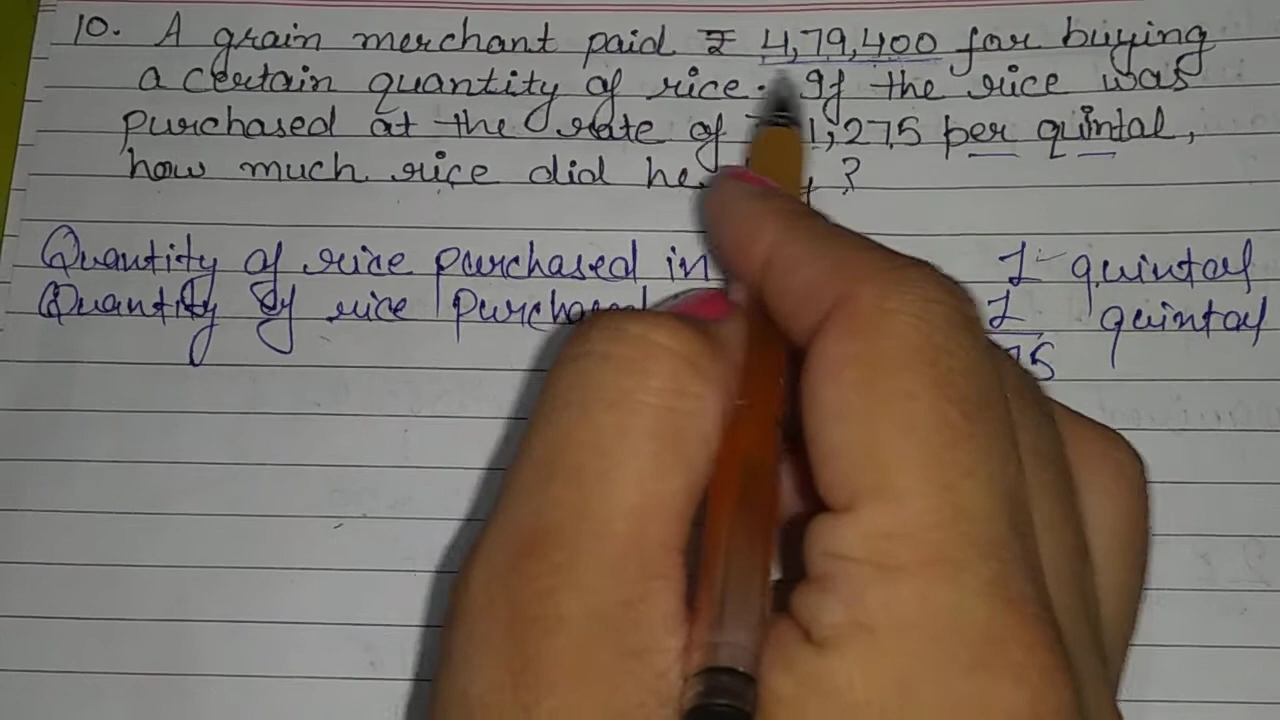 10. A grain merchant paid ₹ 4,79,400 for buying
a certain quantity of rice. If the rice was
purchased at the rate of 1,275 per quintal,
how much rice did he ?
Quantity of rice purchased in 1 quintal
Quantity of rice purchased 1 quintal